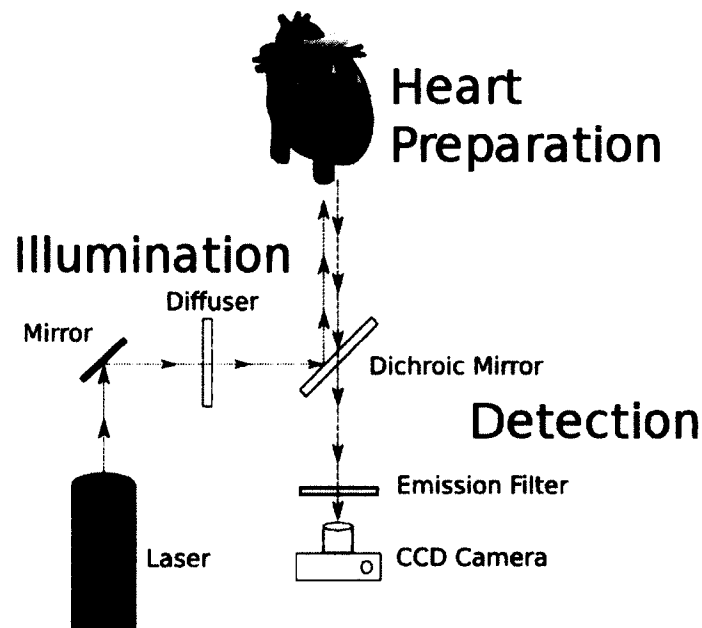 Heart
Preparation
Illumination
Diffuser
Mirror
Dichroic Mirror
Detection
Emission Filter
Laser
CCD Camera